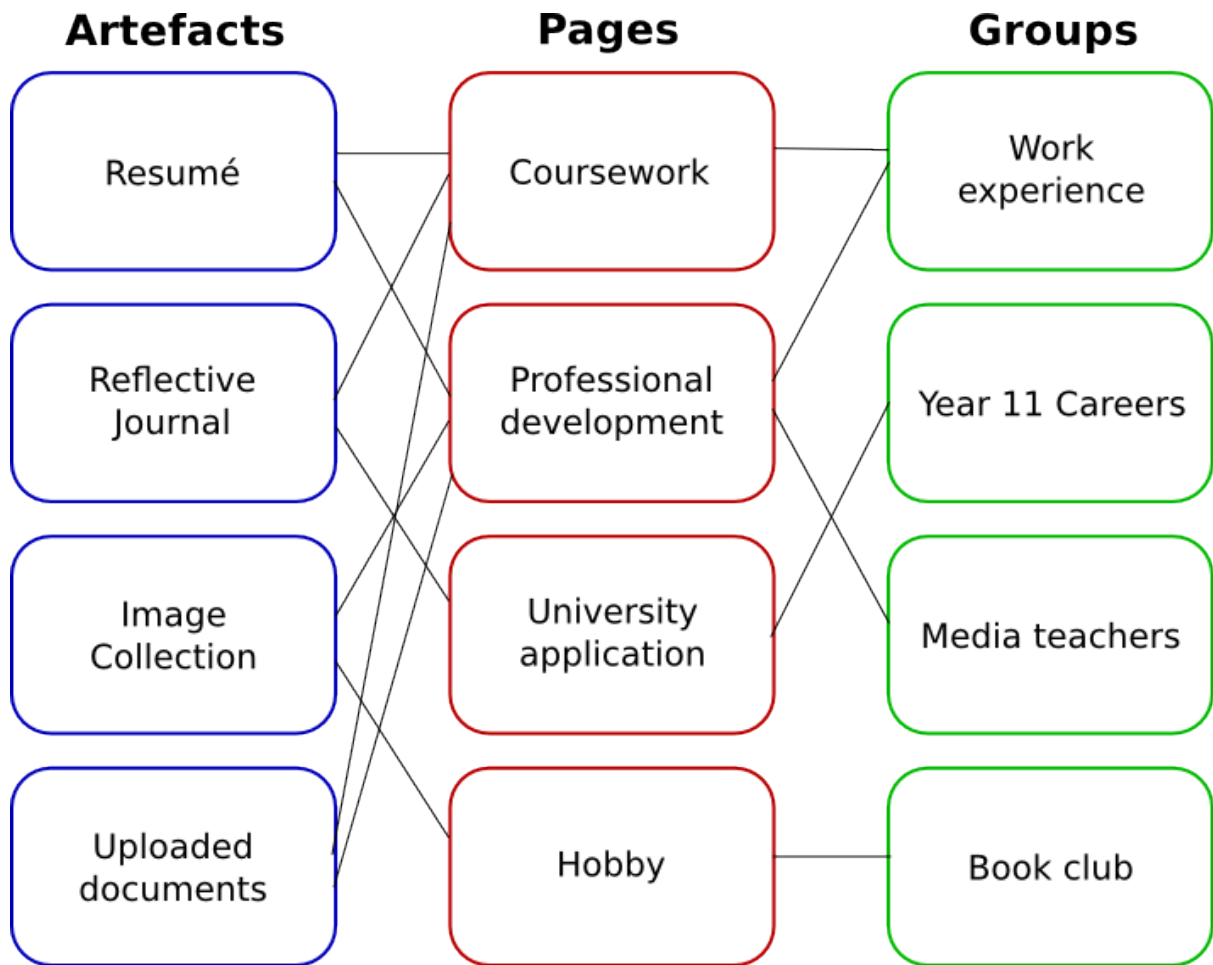 Artefacts
Pages
Groups
Resumé
Coursework
Work
experience
Reflective
Journal
Professional
development
Year 11 Careers
Image
Collection
University
application
Media teachers
Uploaded
documents
Hobby
Book club